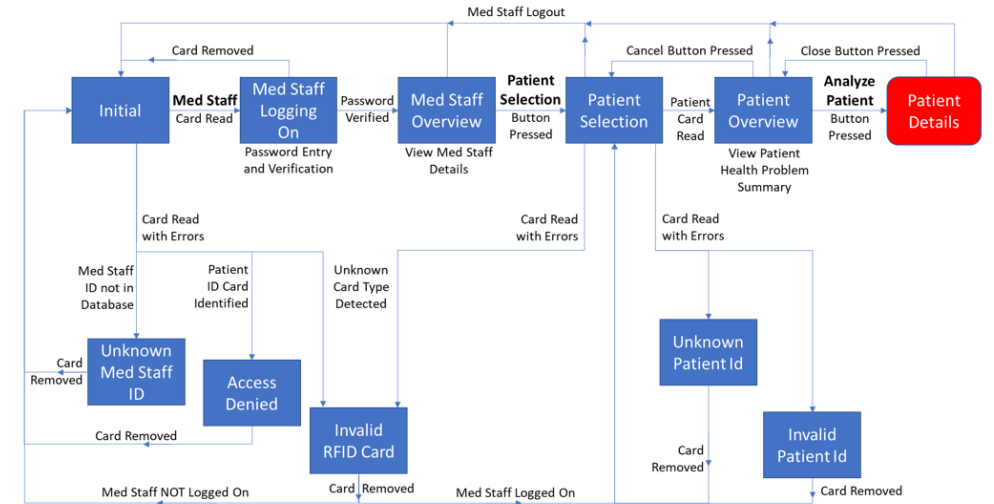 Med Staff Logout
Card Removed
Cancel Button Pressed
Close Button Pressed
Initial
Med Staff
Card Read
Med Staff
Logging
On
Password Entry
and Verification
Password
Verified
Med Staff
Overview
View Med Staff
Details
Patient
Selection
Button
Pressed
Patient
Selection
Patient
Card
Read
Patient
Overview
View Patient
Health Problem
Summary
Analyze
Patient
Button
Pressed
Patient
Details
Card Read
with Errors
Card Read
with Errors
Card Read
with Errors
Med Staff
ID not in
Database
Patient
ID Card
Identified
Unknown
Card Type
Detected
Unknown
Med Staff
ID
Card
Removed
Access
Denied
Card Removed
Invalid
RFID Card
Unknown
Patient Id
Invalid
Patient Id
Card
Removed
Card Removed
Med Staff NOT Logged On
Card Removed
Med Staff Logged On